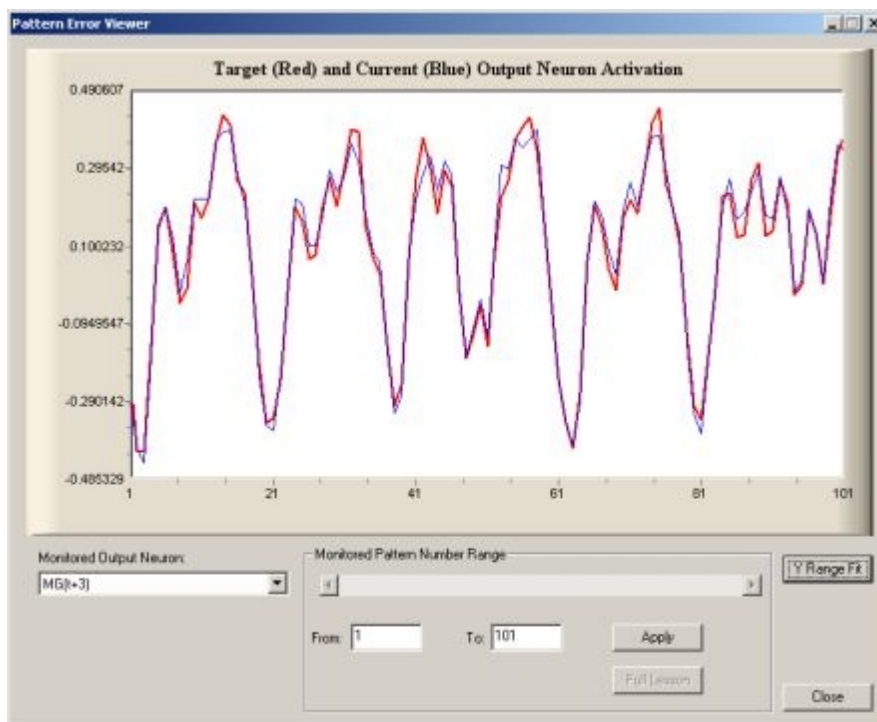 Pattern Error Viewer
Target (Red) and Current (Blue) Output Neuron Activation
0.490607
0.29542
0.100232
-0.0949547
-0.290142
-0.485329
1 21 41 61 81 101
Monitored Output Neuron:
MG(t+3)
Monitored Pattern Number Range
From: 1 To: 101 Apply
Full Lesson
Y Range Fit
Close